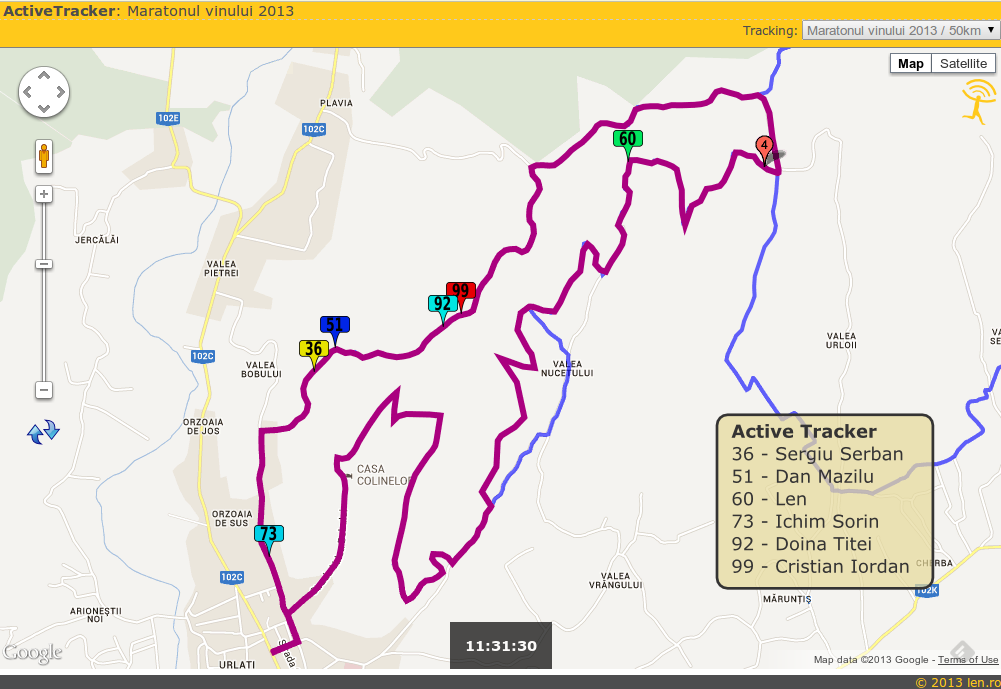 ActiveTracker: Maratonul vinului 2013
Tracking: Maratonul vinului 2013 / 50km
Map Satellite
PLAVIA
102E
102C
60
4
JERCĂLĂI
VALEA
PIETREI
99
92
51
36
102C
VALEA
BOBULUI
VALEA
NUCETULUI
VALEA
URLOII
ORZOAIA
DE JOS
CASA
COLINELOR
Active Tracker
36 - Sergiu Serban
51 - Dan Mazilu
60 - Len
73 - Ichim Sorin
92 - Doina Titei
99 - Cristian Iordan
ORZOAIA
DE SUS
73
102C
VALEA
VRÂNGULUI
CHERBA
102K
MĂRUNȚIȘ
ARIONEȘTII
NOI
11:31:30
Google
URLATI
Map data ©2013 Google - Terms of Use
© 2013 len.ro